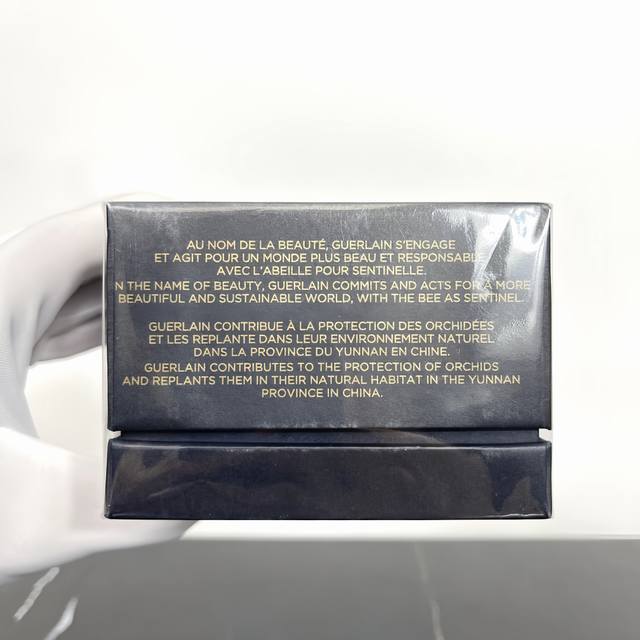 AU NOM DE LA BEAUTÉ, GUERLAIN S'ENGAGE
ET AGIT POUR UN MONDE PLUS BEAU ET RESPONSABLE
AVEC L'ABEILLE POUR SENTINELLE.
IN THE NAME OF BEAUTY, GUERLAIN COMMITS AND ACTS FOR A MORE
BEAUTIFUL AND SUSTAINABLE WORLD, WITH THE BEE AS SENTINEL.
GUERLAIN CONTRIBUE À LA PROTECTION DES ORCHIDÉES
ET LES REPLANTE DANS LEUR ENVIRONNEMENT NATUREL
DANS LA PROVINCE DU YUNNAN EN CHINE.
GUERLAIN CONTRIBUTES TO THE PROTECTION OF ORCHIDS
AND REPLANTS THEM IN THEIR NATURAL HABITAT IN THE YUNNAN
PROVINCE IN CHINA.